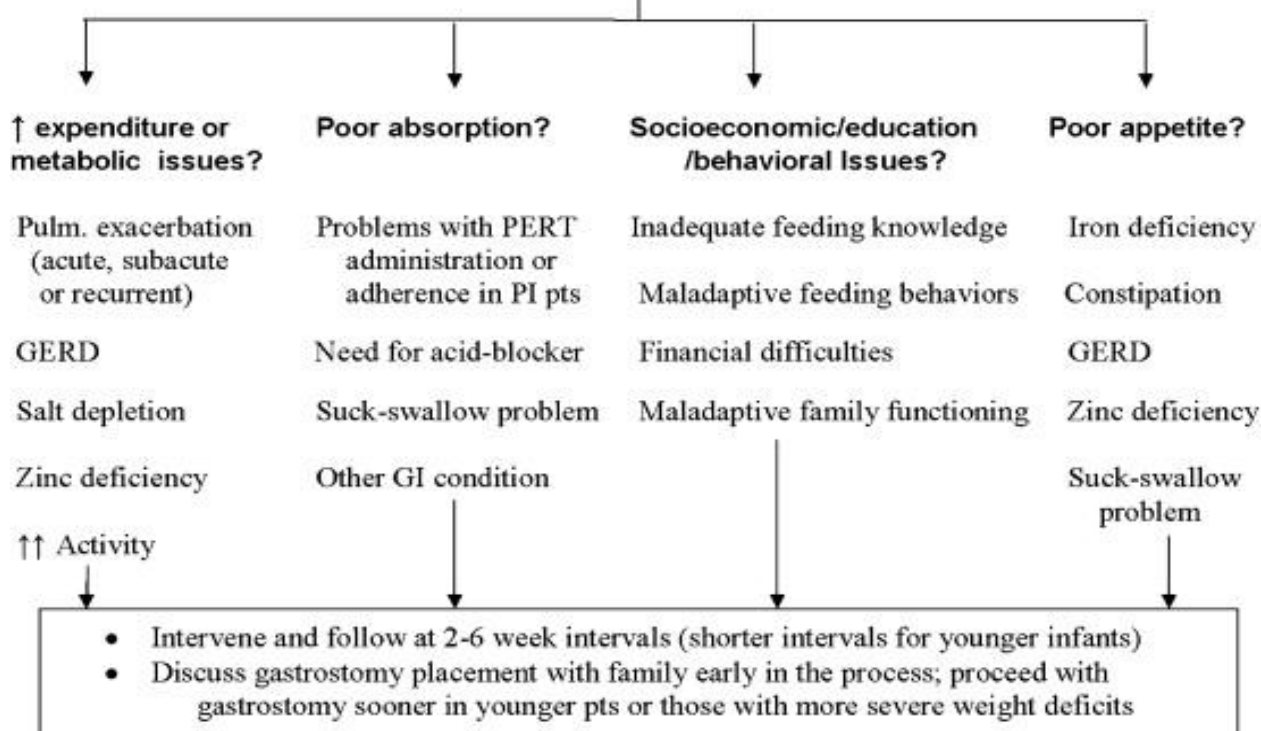 ↑ expenditure or
metabolic issues?
Pulm. exacerbation
(acute, subacute
or recurrent)
GERD
Salt depletion
Zinc deficiency
↑↑ Activity
Poor absorption?
Problems with PERT
administration or
adherence in PI pts
Need for acid-blocker
Suck-swallow problem
Other GI condition
Socioeconomic/education
/behavioral Issues?
Inadequate feeding knowledge
Maladaptive feeding behaviors
Financial difficulties
Maladaptive family functioning
Poor appetite?
Iron deficiency
Constipation
GERD
Zinc deficiency
Suck-swallow
problem
• Intervene and follow at 2-6 week intervals (shorter intervals for younger infants)
• Discuss gastrostomy placement with family early in the process; proceed with
gastrostomy sooner in younger pts or those with more severe weight deficits